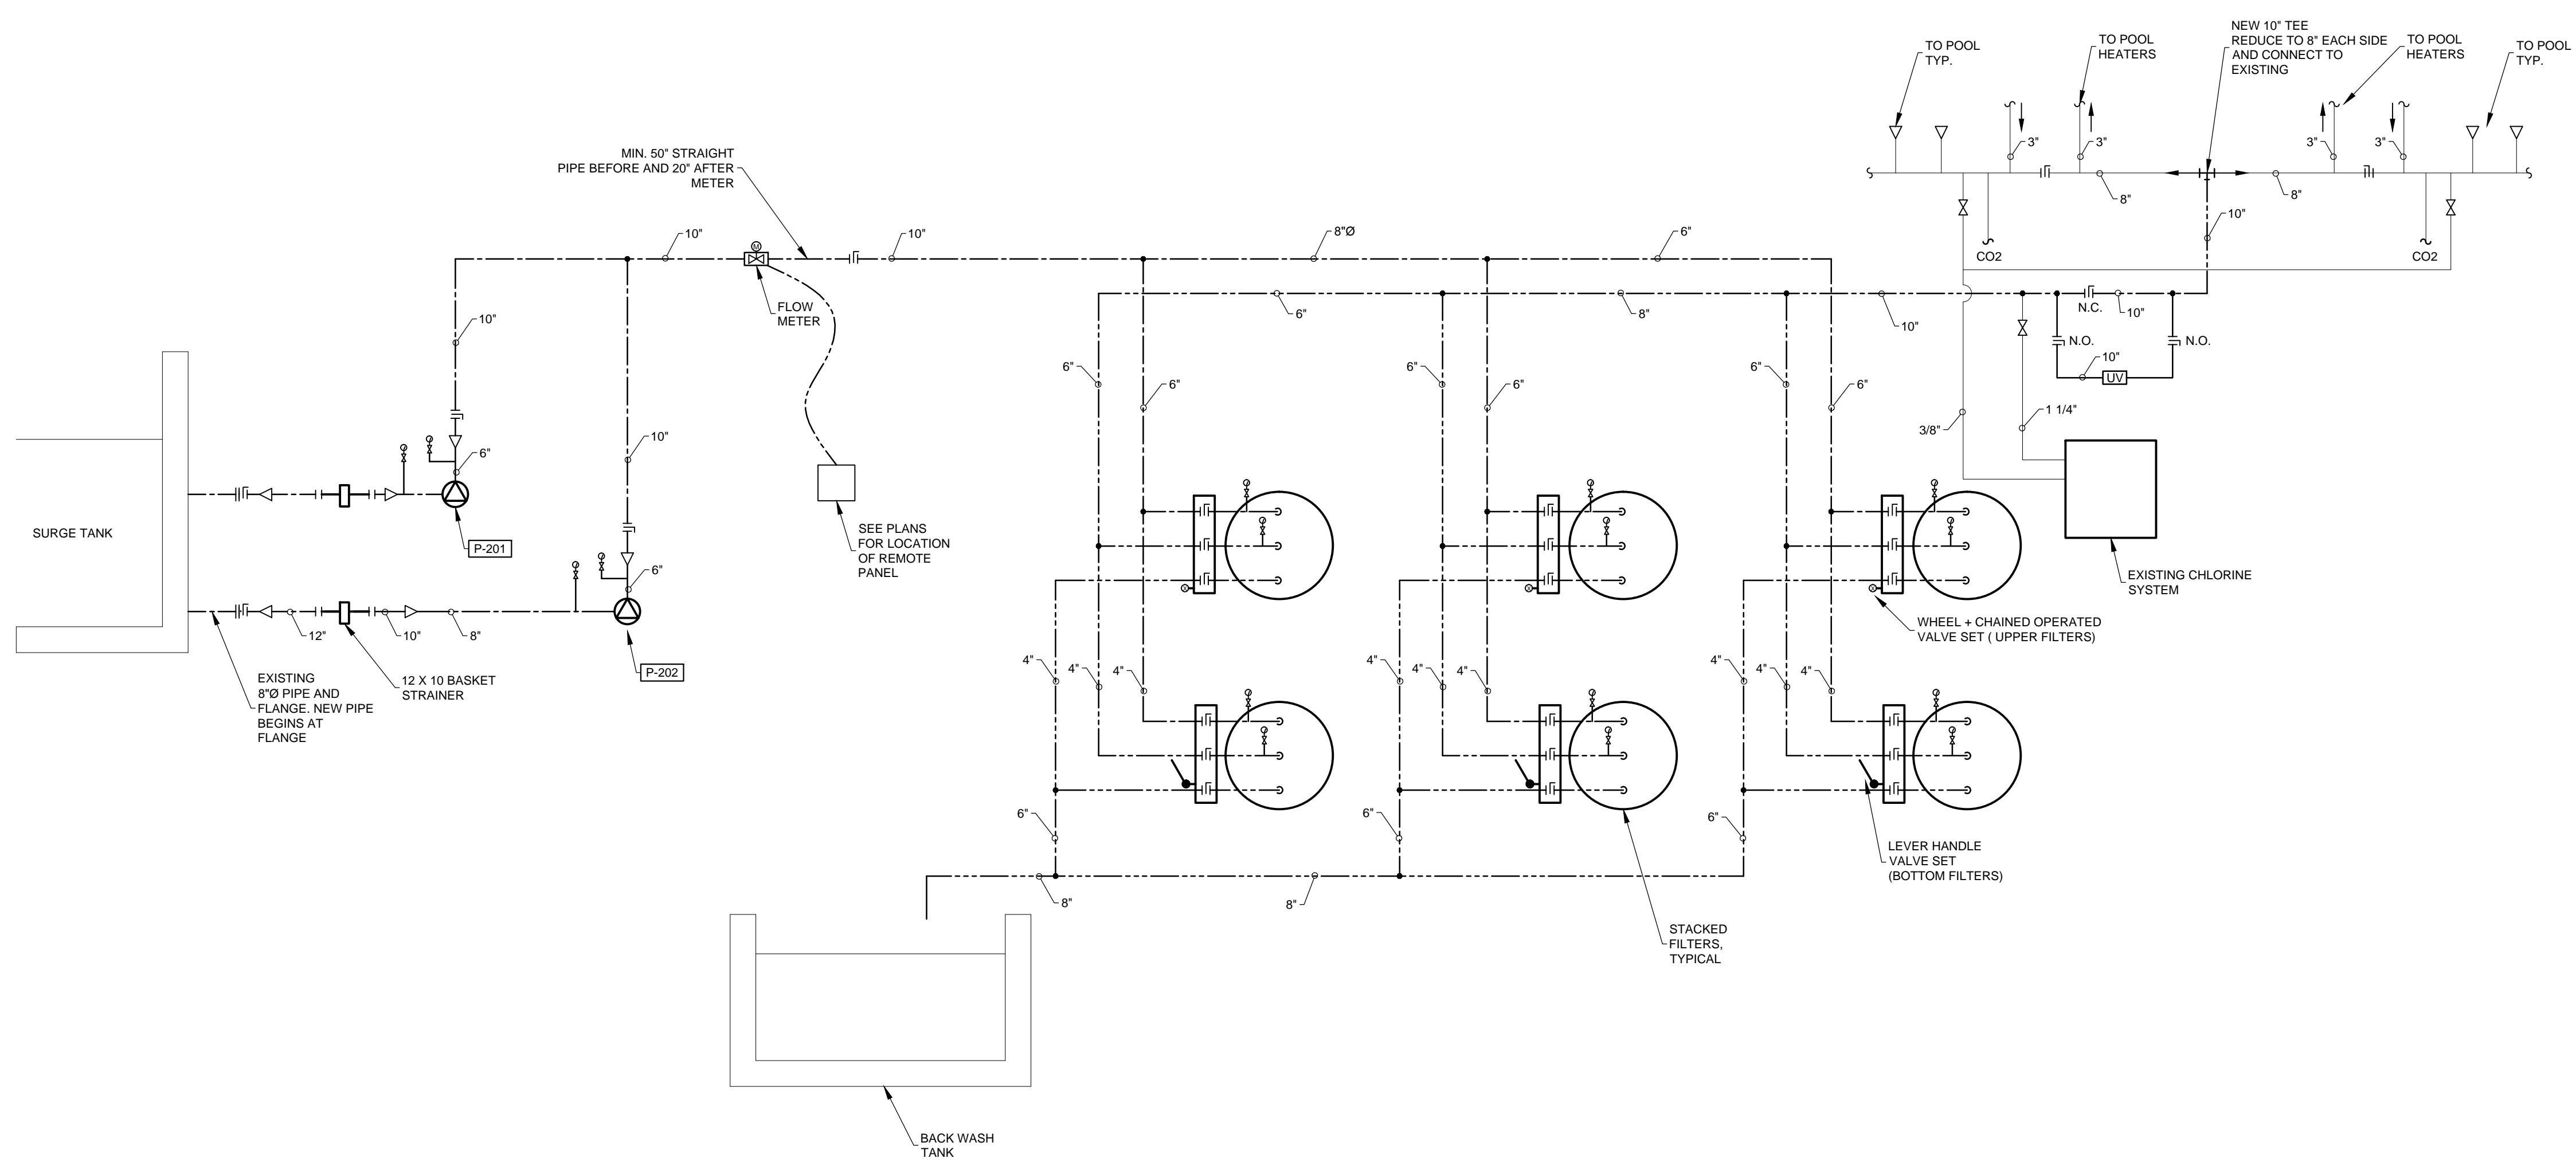 NEW 10" TEE
REDUCE TO 8" EACH SIDE
AND CONNECT TO
EXISTING
TO POOL
TYP.
TO POOL
HEATERS
TO POOL
HEATERS
TO POOL
TYP.
3"
3"
3"
3"
8"
8"
10"
CO2
CO2
MIN. 50" STRAIGHT
PIPE BEFORE AND 20" AFTER
METER
10"
M
10"
8"Ø
6"
FLOW
METER
6"
8"
10"
N.C.
10"
N.O.
N.O.
10"
UV
10"
10"
6"
6"
6"
6"
6"
6"
3/8"
1 1/4"
6"
6"
SURGE TANK
P-201
P-202
SEE PLANS
FOR LOCATION
OF REMOTE
PANEL
EXISTING CHLORINE
SYSTEM
X
X
X
WHEEL + CHAINED OPERATED
VALVE SET ( UPPER FILTERS)
12"
10"
8"
EXISTING
8"Ø PIPE AND
FLANGE. NEW PIPE
BEGINS AT
FLANGE
12 X 10 BASKET
STRAINER
4"
4"
4"
4"
4"
4"
4"
4"
4"
6"
6"
6"
LEVER HANDLE
VALVE SET
(BOTTOM FILTERS)
8"
8"
STACKED
FILTERS,
TYPICAL
BACK WASH
TANK